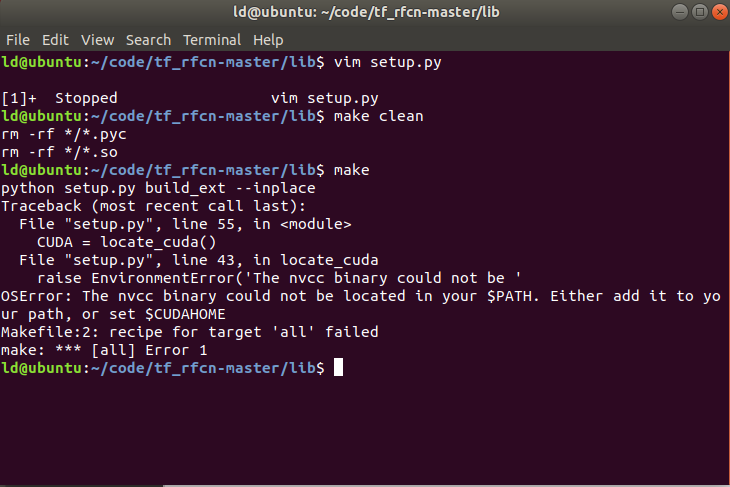 ld@ubuntu: ~/code/tf_rfcn-master/lib
File Edit View Search Terminal Help
ld@ubuntu:~/code/tf_rfcn-master/lib$ vim setup.py
[1]+  Stopped                 vim setup.py
ld@ubuntu:~/code/tf_rfcn-master/lib$ make clean
rm -rf */*.pyc
rm -rf */*.so
ld@ubuntu:~/code/tf_rfcn-master/lib$ make
python setup.py build_ext --inplace
Traceback (most recent call last):
  File "setup.py", line 55, in <module>
    CUDA = locate_cuda()
  File "setup.py", line 43, in locate_cuda
    raise EnvironmentError('The nvcc binary could not be '
OSError: The nvcc binary could not be located in your $PATH. Either add it to yo
ur path, or set $CUDAHOME
Makefile:2: recipe for target 'all' failed
make: *** [all] Error 1
ld@ubuntu:~/code/tf_rfcn-master/lib$